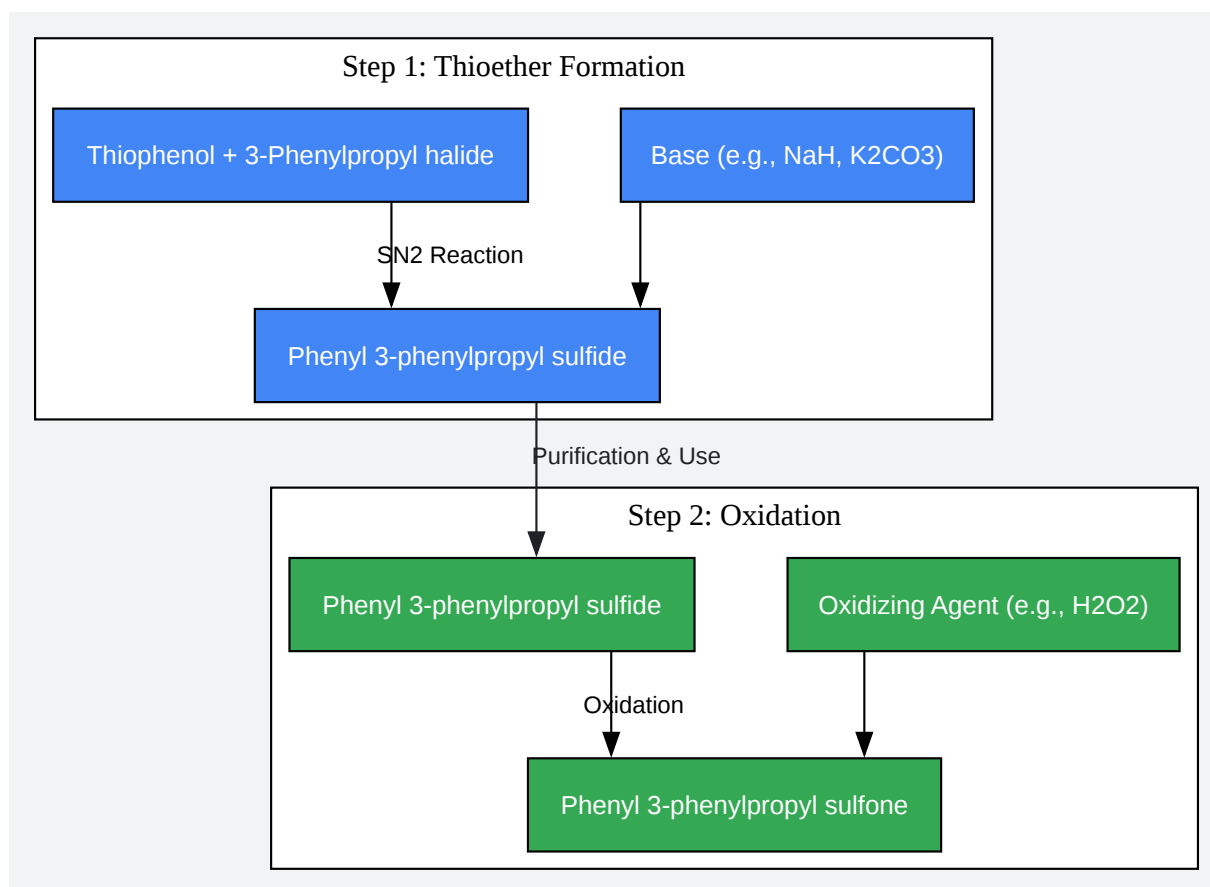 Step 1: Thioether Formation
Thiophenol + 3-Phenylpropyl halide
Base (e.g., NaH, K2CO3)
SN2 Reaction
Phenyl 3-phenylpropyl sulfide
Purification & Use
Step 2: Oxidation
Phenyl 3-phenylpropyl sulfide
Oxidizing Agent (e.g., H2O2)
Oxidation
Phenyl 3-phenylpropyl sulfone